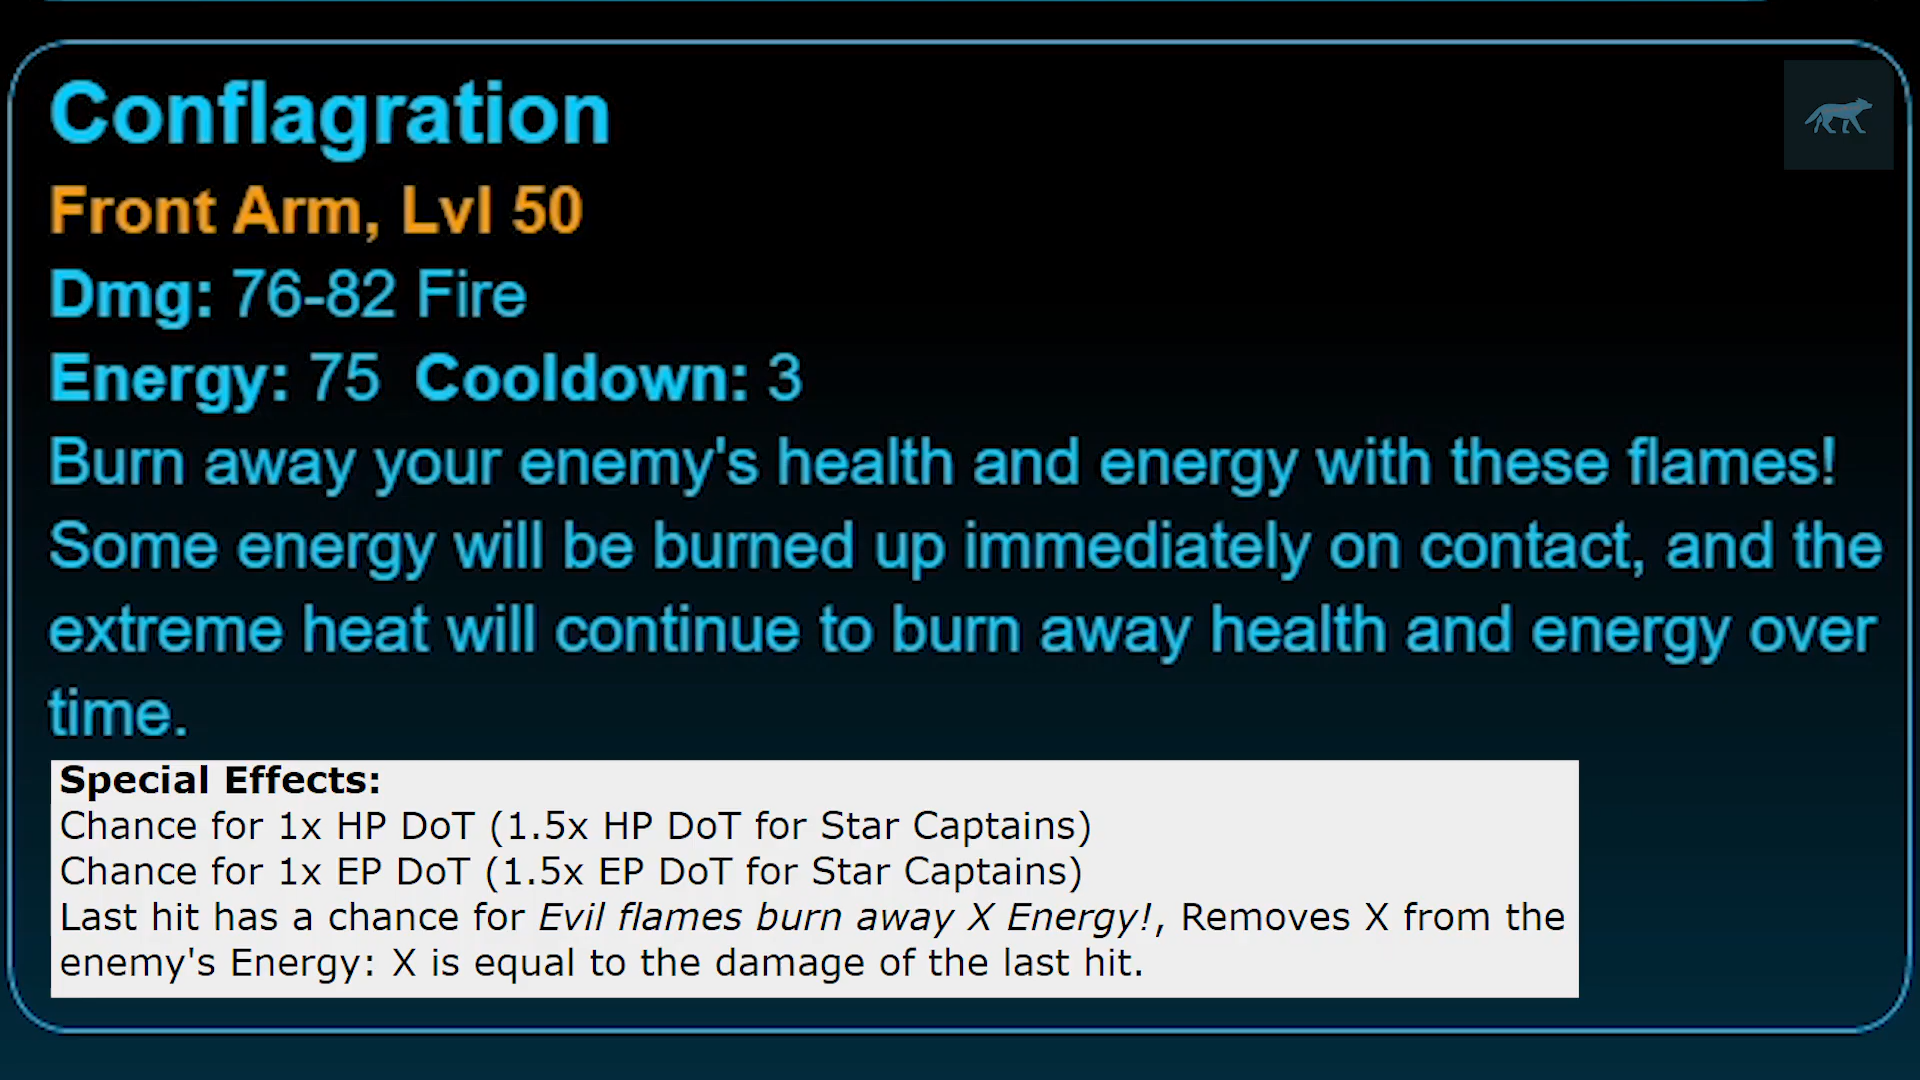 Conflagration
Front Arm, Lvl 50
Dmg: 76-82 Fire
Energy: 75 Cooldown: 3
Burn away your enemy's health and energy with these flames!
Some energy will be burned up immediately on contact, and the
extreme heat will continue to burn away health and energy over
time.
Special Effects:
Chance for 1x HP DoT (1.5x HP DoT for Star Captains)
Chance for 1x EP DoT (1.5x EP DoT for Star Captains)
Last hit has a chance for Evil flames burn away X Energy!, Removes X from the
enemy's Energy: X is equal to the damage of the last hit.